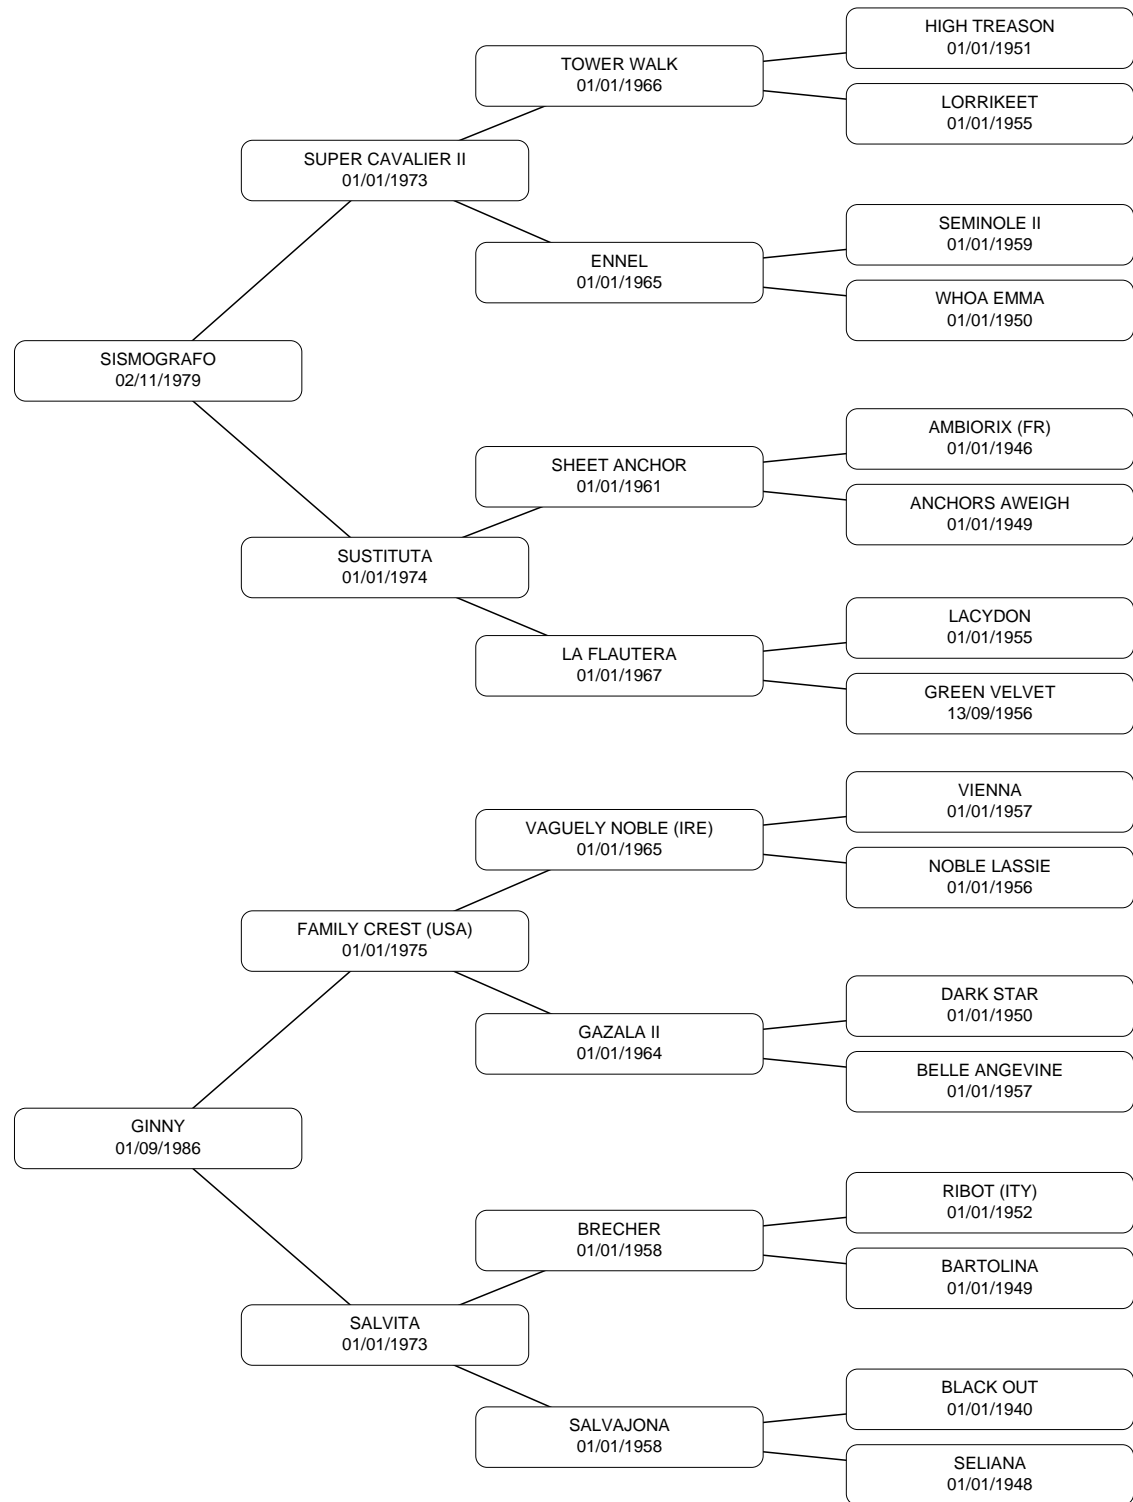 HIGH TREASON
01/01/1951
TOWER WALK
01/01/1966
LORRIKEET
01/01/1955
SUPER CAVALIER II
01/01/1973
SEMINOLE II
01/01/1959
ENNEL
01/01/1965
WHOA EMMA
01/01/1950
SISMOGRAFO
02/11/1979
AMBIORIX (FR)
01/01/1946
SHEET ANCHOR
01/01/1961
ANCHORS AWEIGH
01/01/1949
SUSTITUTA
01/01/1974
LACYDON
01/01/1955
LA FLAUTERA
01/01/1967
GREEN VELVET
13/09/1956
VIENNA
01/01/1957
VAGUELY NOBLE (IRE)
01/01/1965
NOBLE LASSIE
01/01/1956
FAMILY CREST (USA)
01/01/1975
DARK STAR
01/01/1950
GAZALA II
01/01/1964
BELLE ANGEVINE
01/01/1957
GINNY
01/09/1986
RIBOT (ITY)
01/01/1952
BRECHER
01/01/1958
BARTOLINA
01/01/1949
SALVITA
01/01/1973
BLACK OUT
01/01/1940
SALVAJONA
01/01/1958
SELIANA
01/01/1948